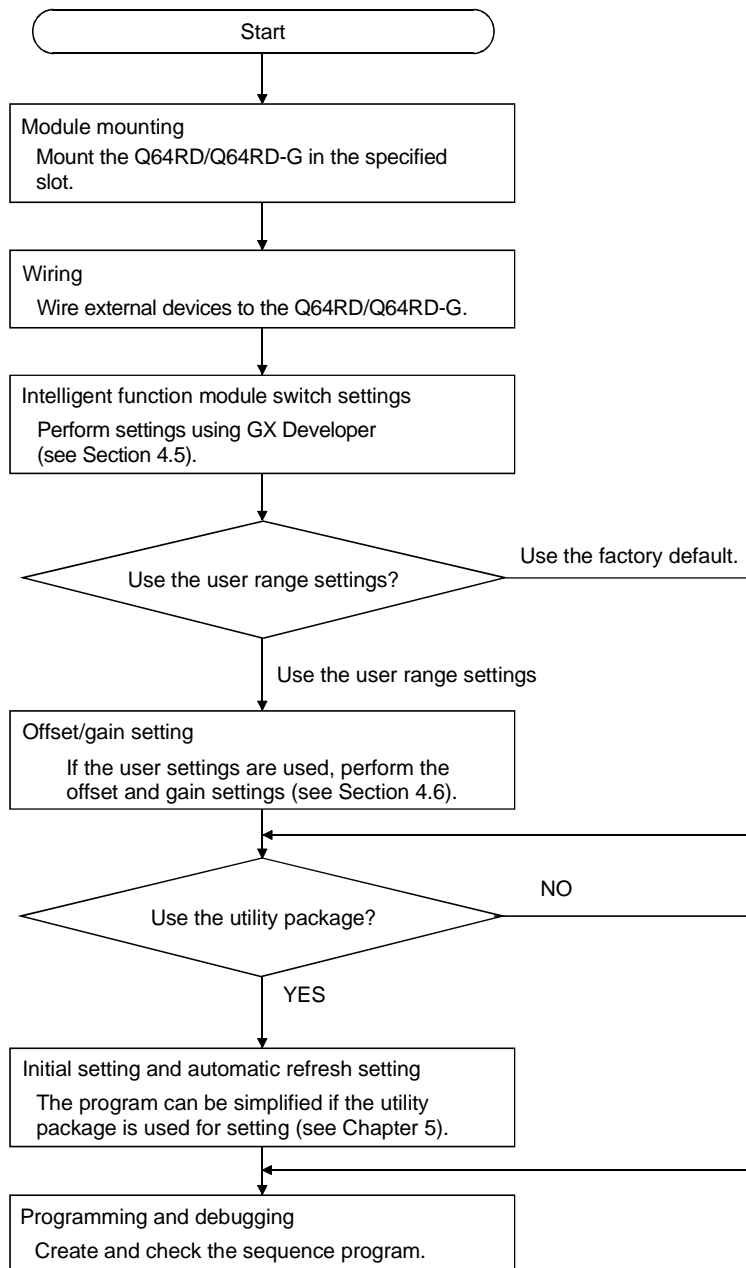 Start
Module mounting
Mount the Q64RD/Q64RD-G in the specified
slot.
Wiring
Wire external devices to the Q64RD/Q64RD-G.
Intelligent function module switch settings
Perform settings using GX Developer
(see Section 4.5).
Use the user range settings?
Use the factory default.
Use the user range settings
Offset/gain setting
If the user settings are used, perform the
offset and gain settings (see Section 4.6).
Use the utility package?
NO
YES
Initial setting and automatic refresh setting
The program can be simplified if the utility
package is used for setting (see Chapter 5).
Programming and debugging
Create and check the sequence program.